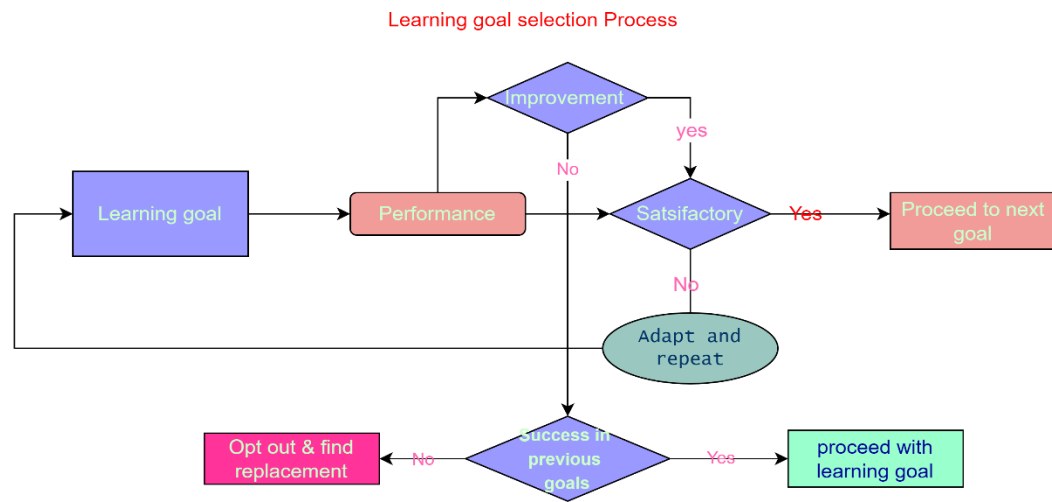 Learning goal selection Process
Improvement
yes
No
Learning goal
Performance
Satsifactory
Yes
Proceed to next
goal
No
Adapt and
repeat
Opt out & find
replacement
No
Success in
previous
goals
Yes
proceed with
learning goal